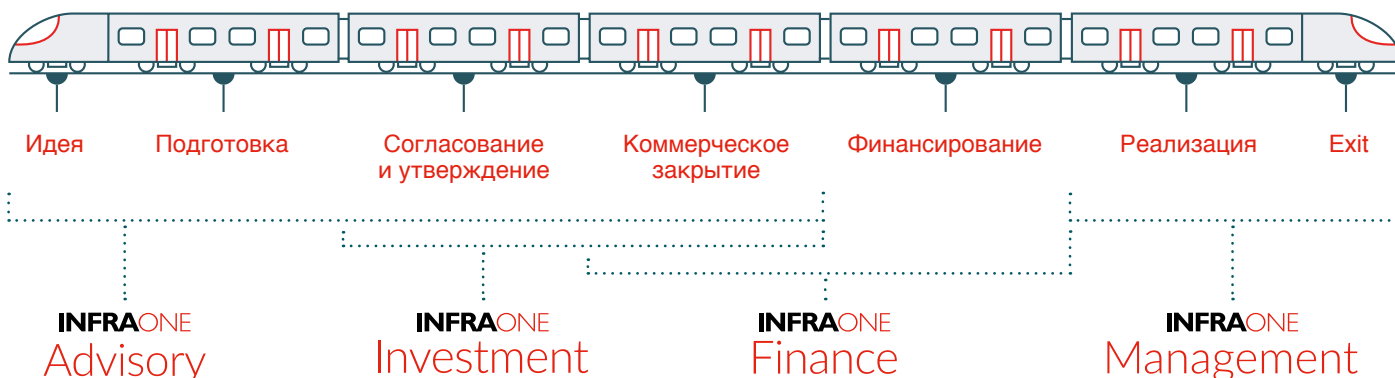 Идея
Подготовка
Согласование
и утверждение
Коммерческое
закрытие
Финансирование
Реализация
Exit
INFRAONE
Advisory
INFRAONE
Investment
INFRAONE
Finance
INFRAONE
Management